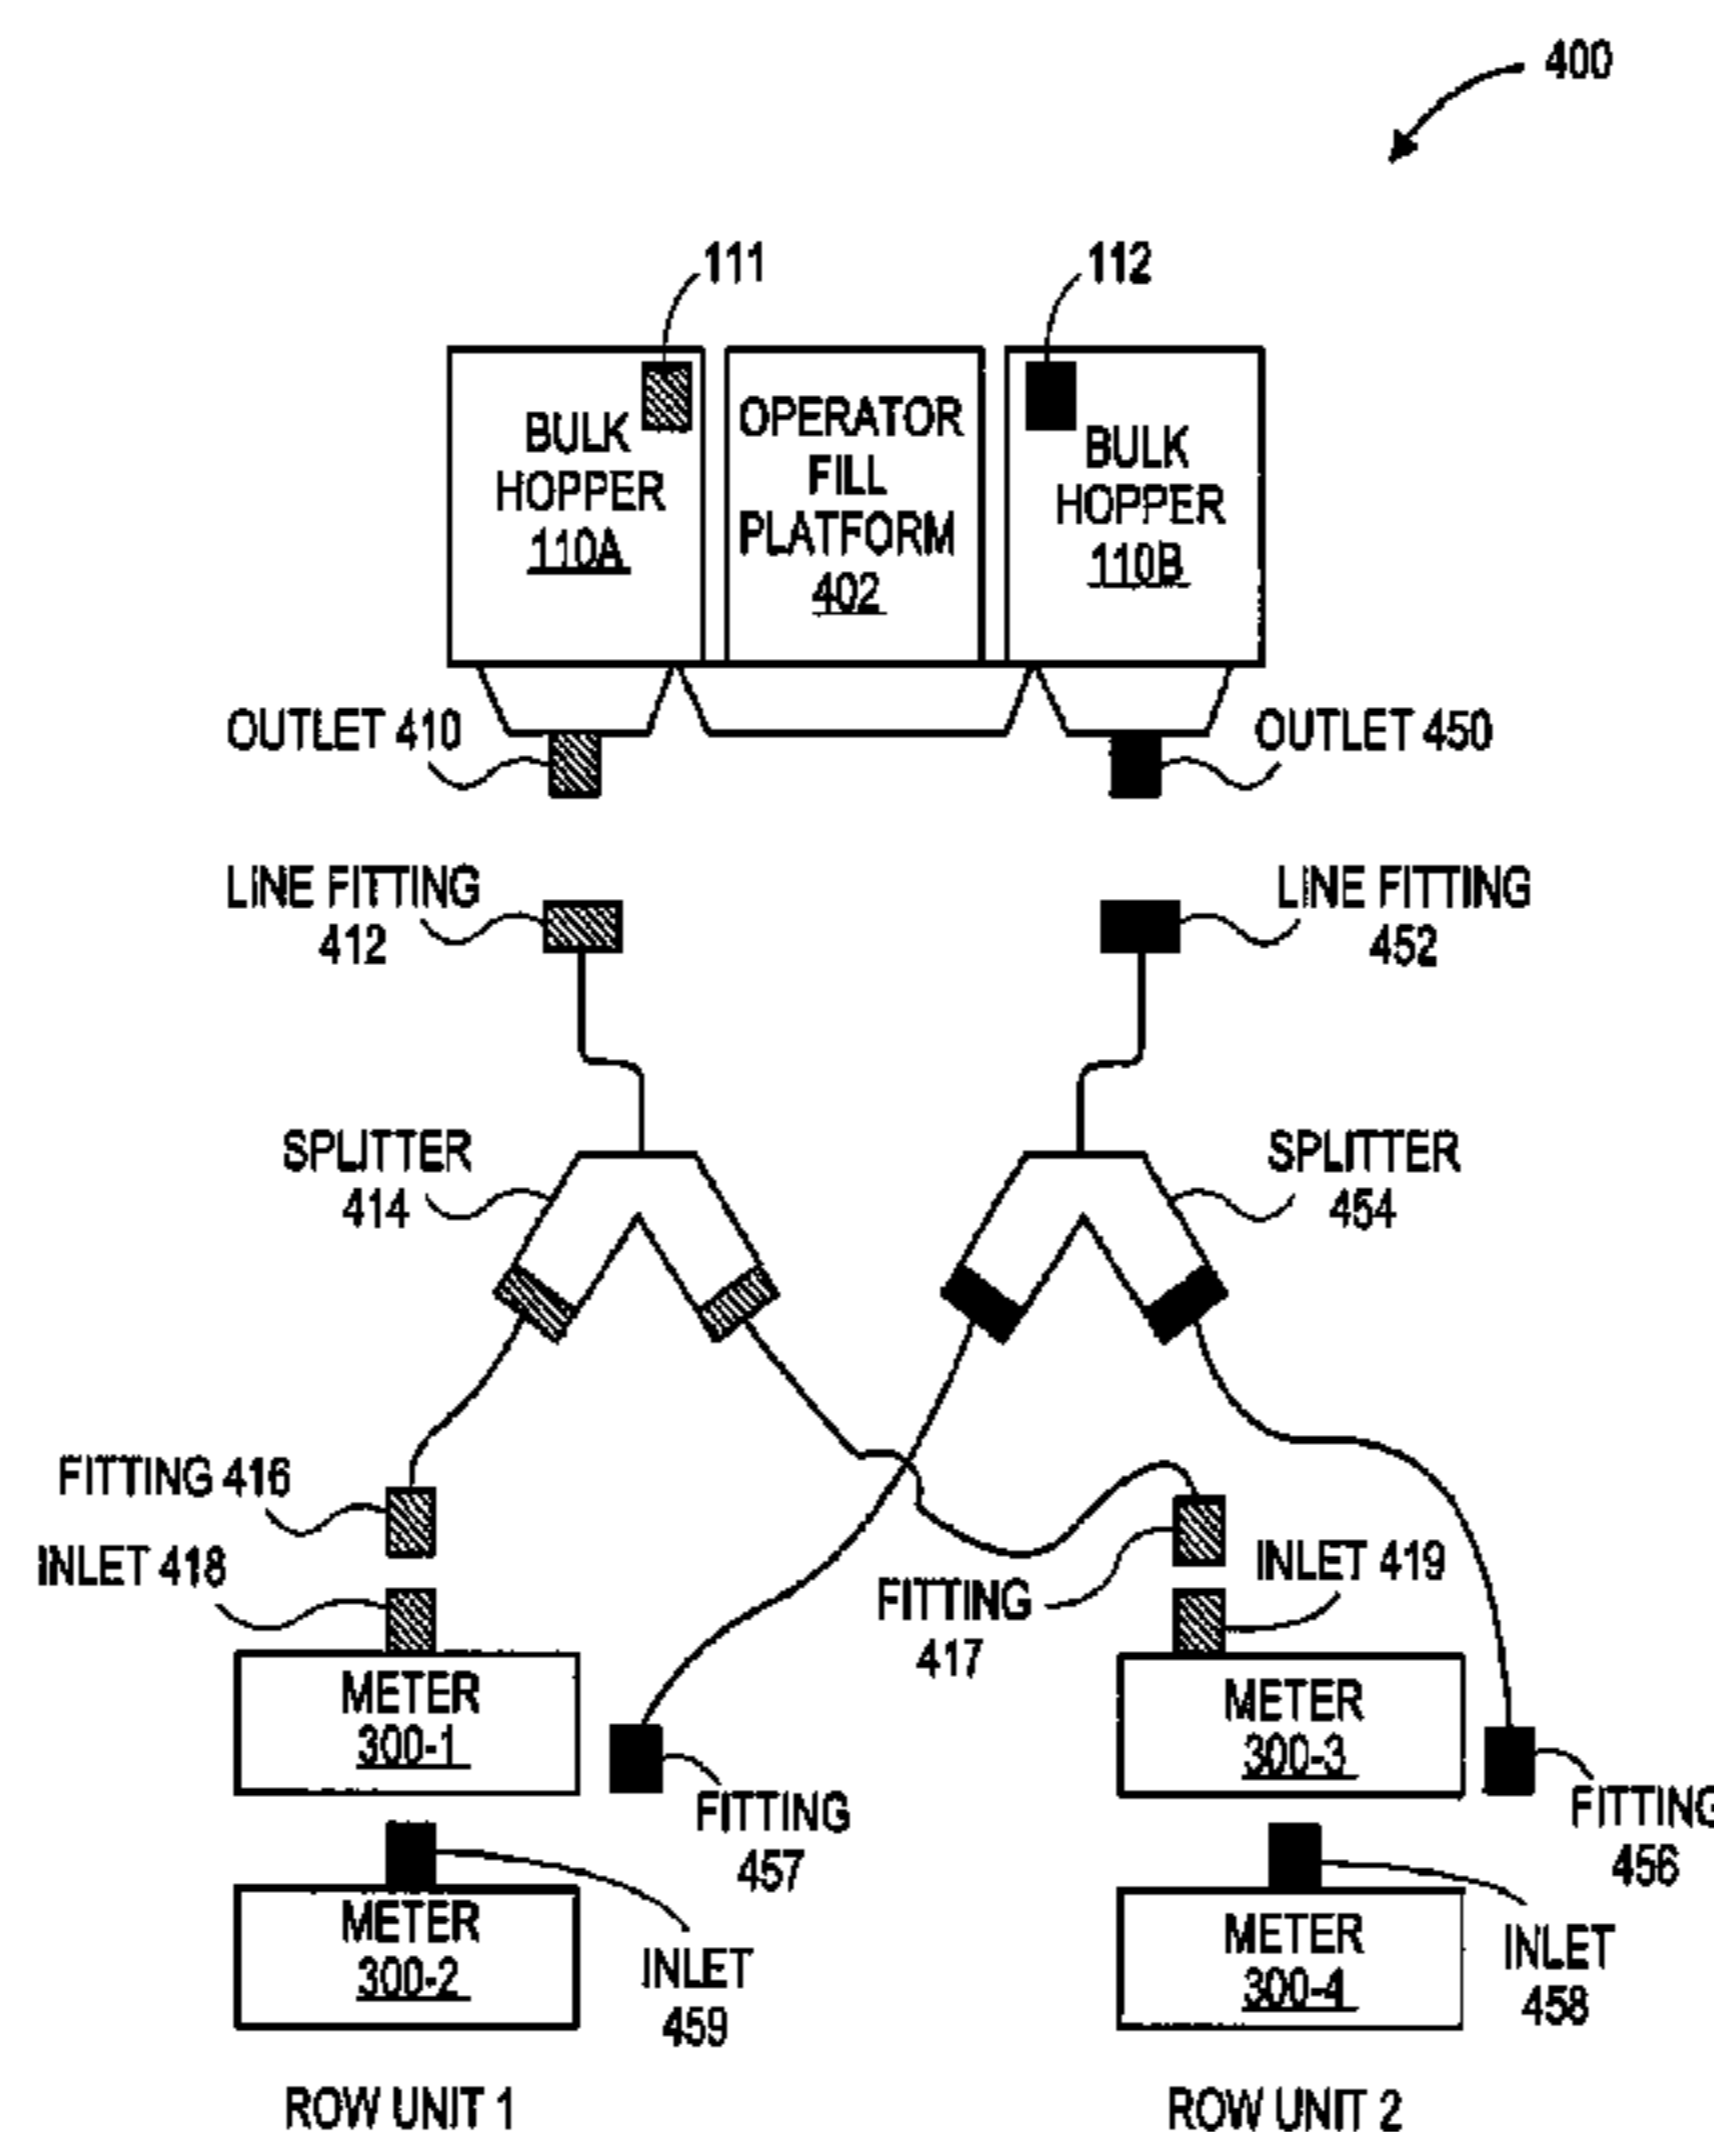 400
111
112
BULK
HOPPER
110A
OPERATOR
FILL
PLATFORM
402
BULK
HOPPER
110B
OUTLET 410
OUTLET 450
LINE FITTING
412
LINE FITTING
452
SPLITTER
414
SPLITTER
454
FITTING 416
INLET 418
FITTING
417
INLET 419
METER
300-1
METER
300-3
FITTING
457
FITTING
456
METER
300-2
INLET
459
METER
300-4
INLET
458
ROW UNIT 1
ROW UNIT 2